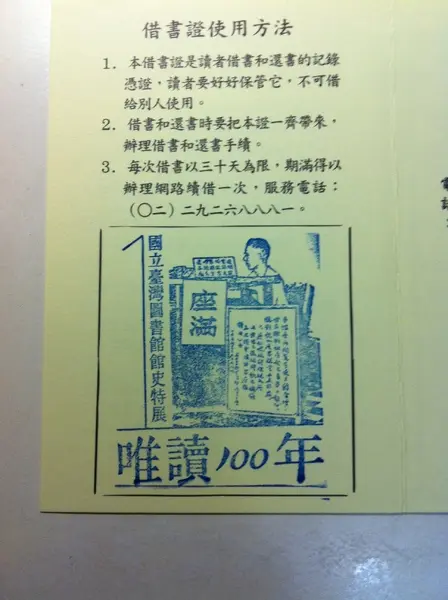 借書證使用方法
1. 本借書證是讀者借書和還書的記錄
憑證，讀者要好好保管它，不可借
給別人使用。
2. 借書和還書時要把本證一齊帶來，
辦理借書和還書手續。
3. 每次借書以三十天為限，期滿得以
辦理網路續借一次，服務電話：
（○二）二九二六八八八一。
國立臺灣圖書館館史特展
座滿
唯讀100年